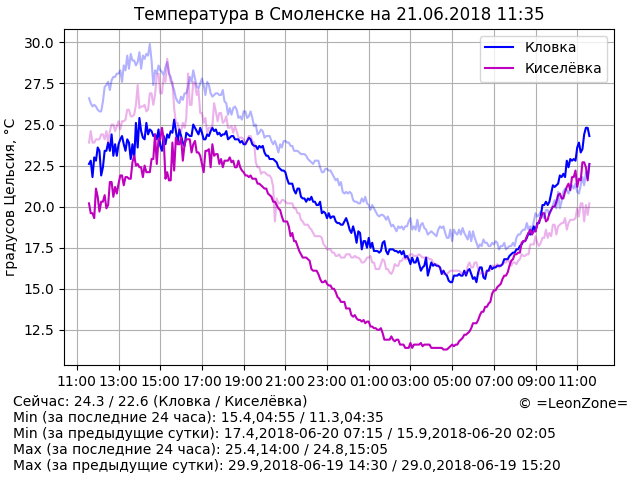 Температура в Смоленске на 21.06.2018 11:35
градусов Цельсия, °C
30.0
27.5
25.0
22.5
20.0
17.5
15.0
12.5
Кловка
Киселёвка
11:00 13:00 15:00 17:00 19:00 21:00 23:00 01:00 03:00 05:00 07:00 09:00 11:00
Сейчас: 24.3 / 22.6 (Кловка / Киселёвка)
© =LeonZone=
Min (за последние 24 часа): 15.4,04:55 / 11.3,04:35
Min (за предыдущие сутки): 17.4,2018-06-20 07:15 / 15.9,2018-06-20 02:05
Max (за последние 24 часа): 25.4,14:00 / 24.8,15:05
Max (за предыдущие сутки): 29.9,2018-06-19 14:30 / 29.0,2018-06-19 15:20